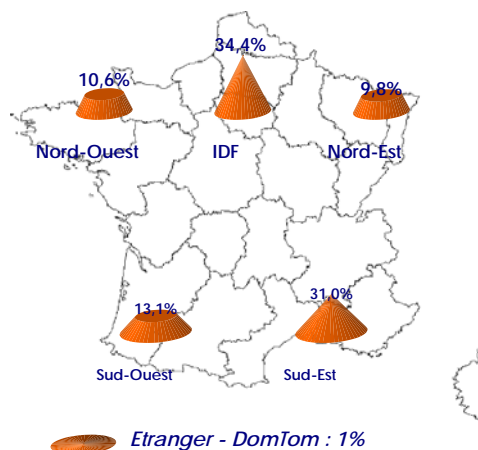 34,4%
10,6%
9,8%
Nord-Ouest
IDF
Nord-Est
31,0%
13,1%
Sud-Ouest
Sud-Est
Etranger - DomTom : 1%